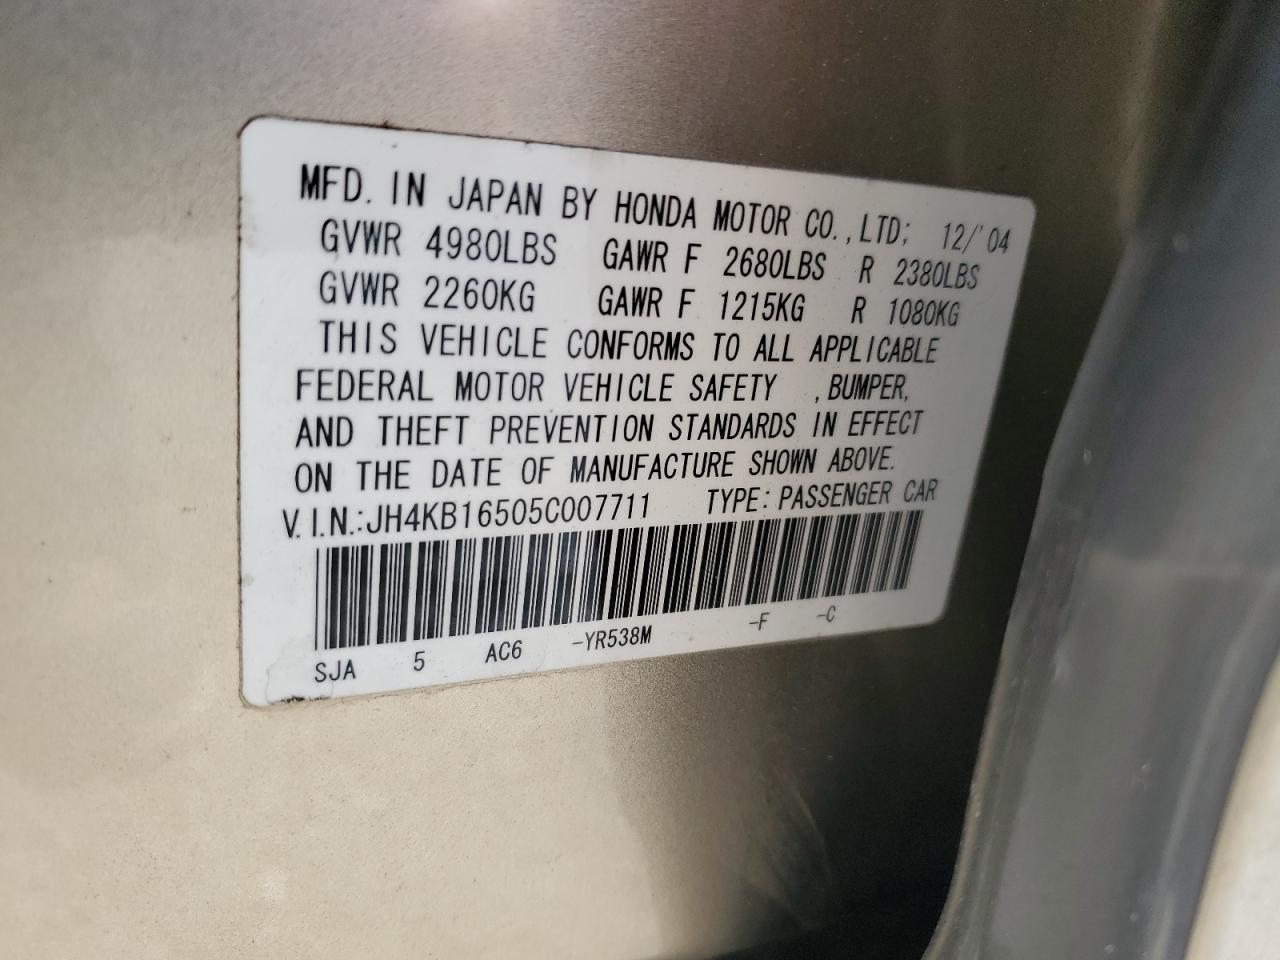 MFD. IN JAPAN BY HONDA MOTOR CO.,LTD; 12/'04
GVWR 4980LBS GAWR F 2680LBS R 2380LBS
GVWR 2260KG GAWR F 1215KG R 1080KG
THIS VEHICLE CONFORMS TO ALL APPLICABLE
FEDERAL MOTOR VEHICLE SAFETY ,BUMPER,
AND THEFT PREVENTION STANDARDS IN EFFECT
ON THE DATE OF MANUFACTURE SHOWN ABOVE.
V.I.N.:JH4KB16505C007711 TYPE: PASSENGER CAR
SJA 5 AC6 -YR538M -F -C